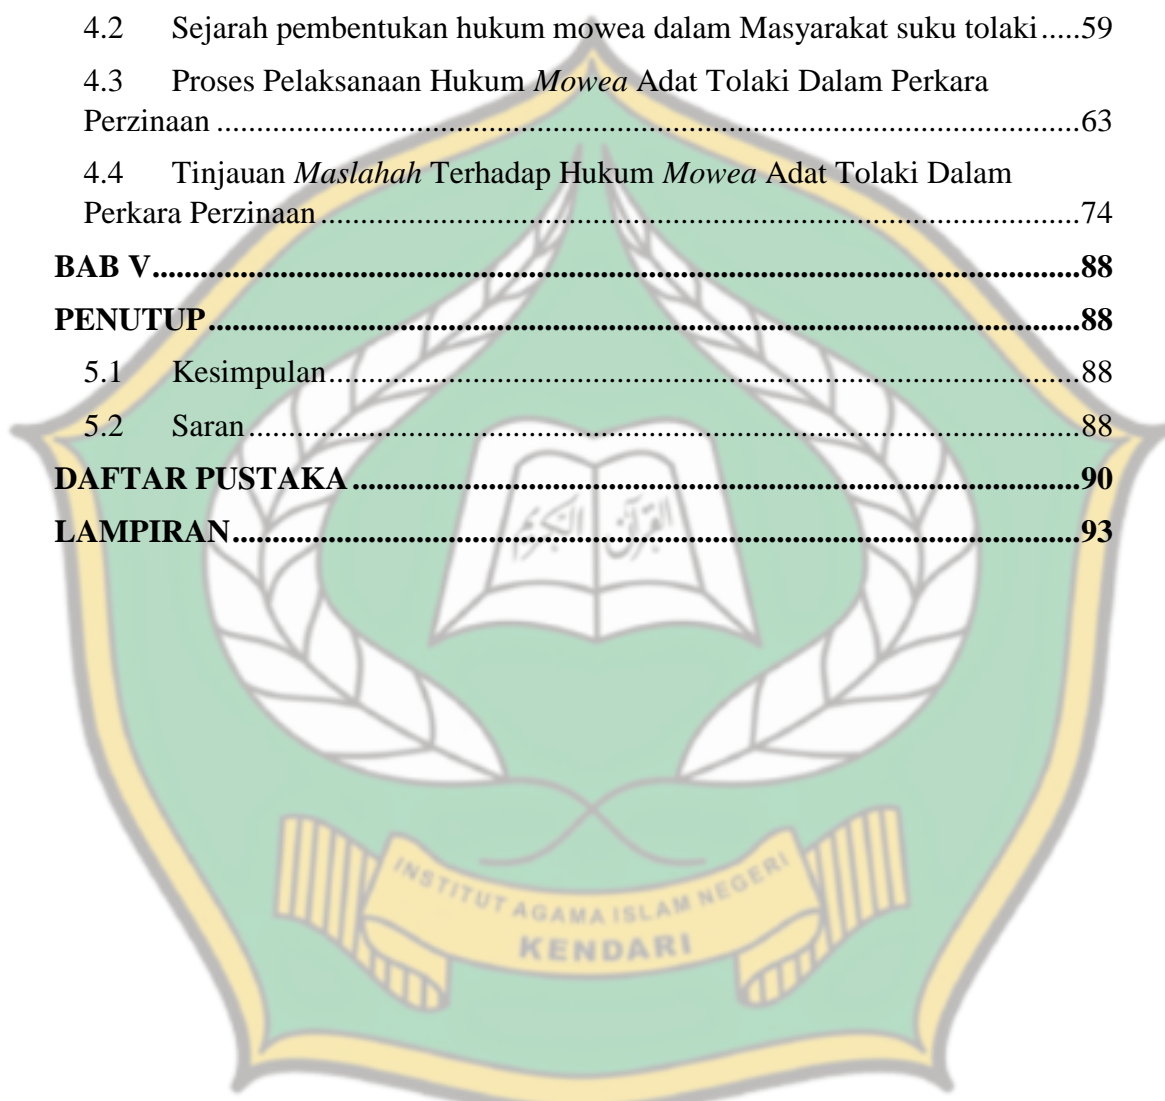 4.2 Sejarah pembentukan hukum mowea dalam Masyarakat suku tolaki.....59
4.3 Proses Pelaksanaan Hukum Mowea Adat Tolaki Dalam Perkara
Perzinaan.....63
4.4 Tinjauan Maslahah Terhadap Hukum Mowea Adat Tolaki Dalam
Perkara Perzinaan.....74
BAB V.....88
PENUTUP.....88
5.1 Kesimpulan.....88
5.2 Saran.....88
DAFTAR PUSTAKA.....90
LAMPIRAN.....93
القرآن الكريم
INSTITUT AGAMA ISLAM NEGERI
KENDARI